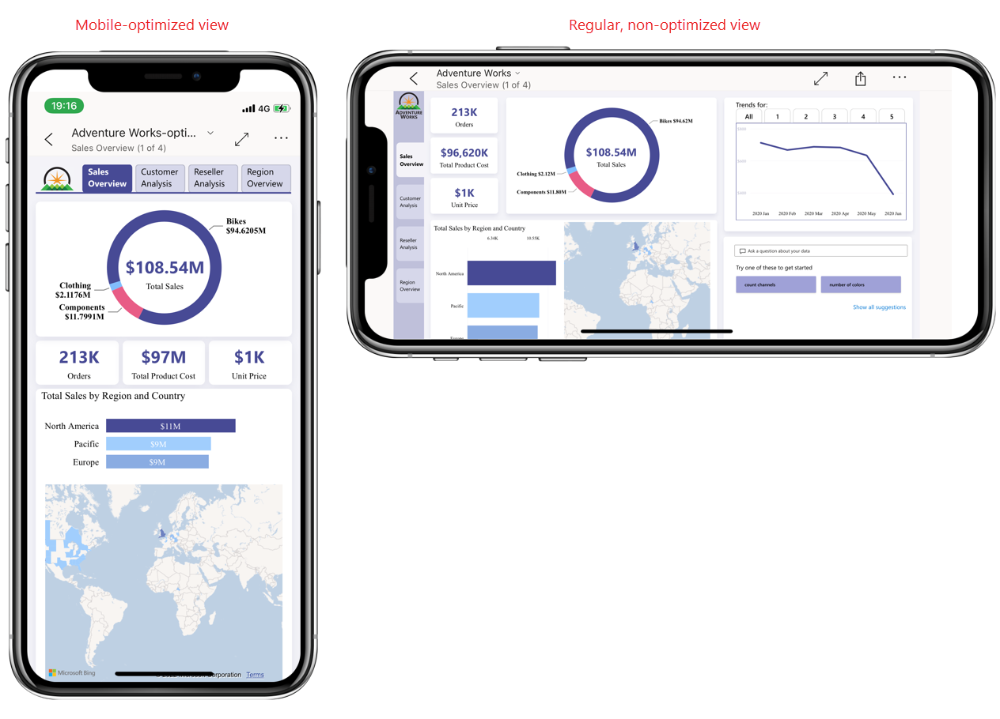 Mobile-optimized view
19:16
4G
Adventure Works-opti...
Sales Overview (1 of 4)
Sales
Overview
Customer
Analysis
Reseller
Analysis
Region
Overview
Bikes
$94.6205M
$108.54M
Total Sales
Clothing
$2.1176M
Components
$11.7991M
213K
Orders
$97M
Total Product Cost
$1K
Unit Price
Total Sales by Region and Country
North America
$11M
Pacific
$9M
Europe
$9M
Microsoft Bing
Corporation
Terms
Regular, non-optimized view
Adventure Works
Sales Overview (1 of 4)
ADVENTURE
WORKS
Sales
Overview
Customer
Analysis
Reseller
Analysis
Region
Overview
213K
Orders
$96,620K
Total Product Cost
$1K
Unit Price
Bikes $94.62M
$108.54M
Total Sales
Clothing $2.12M
Components $11.80M
Total Sales by Region and Country
6.34K 10.55K
North America
Pacific
Europe
Trends for:
All 1 2 3 4 5
$800
$600
$400
2020 Jan 2020 Feb 2020 Mar 2020 Apr 2020 May 2020 Jun
Ask a question about your data
Try one of these to get started
count channels
number of colors
Show all suggestions